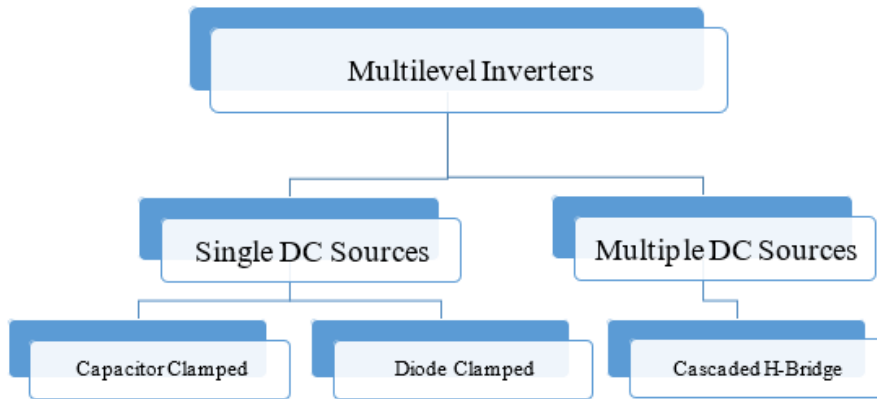 Multilevel Inverters
Single DC Sources
Multiple DC Sources
Capacitor Clamped
Diode Clamped
Cascaded H-Bridge